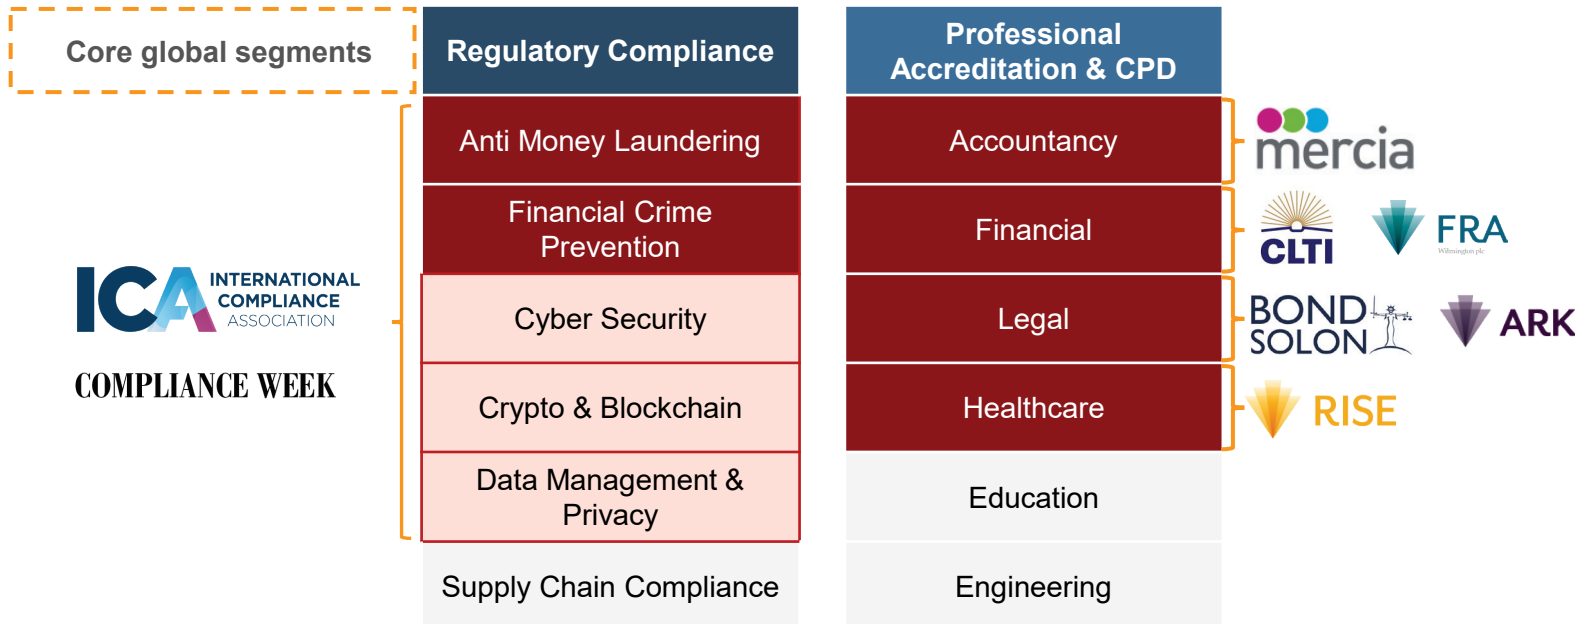 Core global segments
Regulatory Compliance
Professional
Accreditation & CPD
Anti Money Laundering
Accountancy
mercia
Financial Crime
Prevention
Financial
CLTI
FRA
Wilmington plc
ICA
INTERNATIONAL
COMPLIANCE
ASSOCIATION
Cyber Security
Legal
BOND
SOLON
ARK
COMPLIANCE WEEK
Crypto & Blockchain
Healthcare
RISE
Data Management &
Privacy
Education
Supply Chain Compliance
Engineering